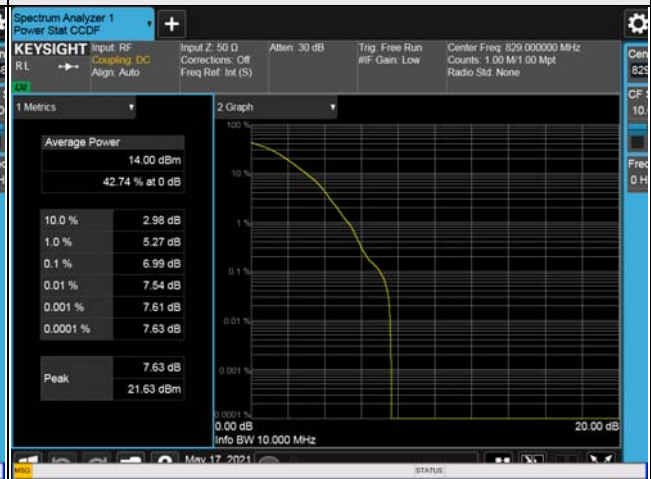 Spectrum Analyzer 1
Power Stat CCDF
+
KEYSIGHT
RL
Input: RF
Coupling: DC
Align: Auto
Input Z: 50 Ω
Corrections: Off
Freq Ref: Int (S)
Atten: 30 dB
Trig: Free Run
#IF Gain: Low
Center Freq: 829.000000 MHz
Counts: 1.00 M/1.00 Mpt
Radio Std: None
1 Metrics
Average Power
14.00 dBm
42.74 % at 0 dB
10.0 % 2.98 dB
1.0 % 5.27 dB
0.1 % 6.99 dB
0.01 % 7.54 dB
0.001 % 7.61 dB
0.0001 % 7.63 dB
Peak
7.63 dB
21.63 dBm
2 Graph
100 %
10 %
1 %
0.1 %
0.01 %
0.001 %
0.0001 %
0.00 dB
20.00 dB
Info BW 10.000 MHz
May 17, 2021
MSG
STATUS
Cen
829
CF
10.
Freq
0 H